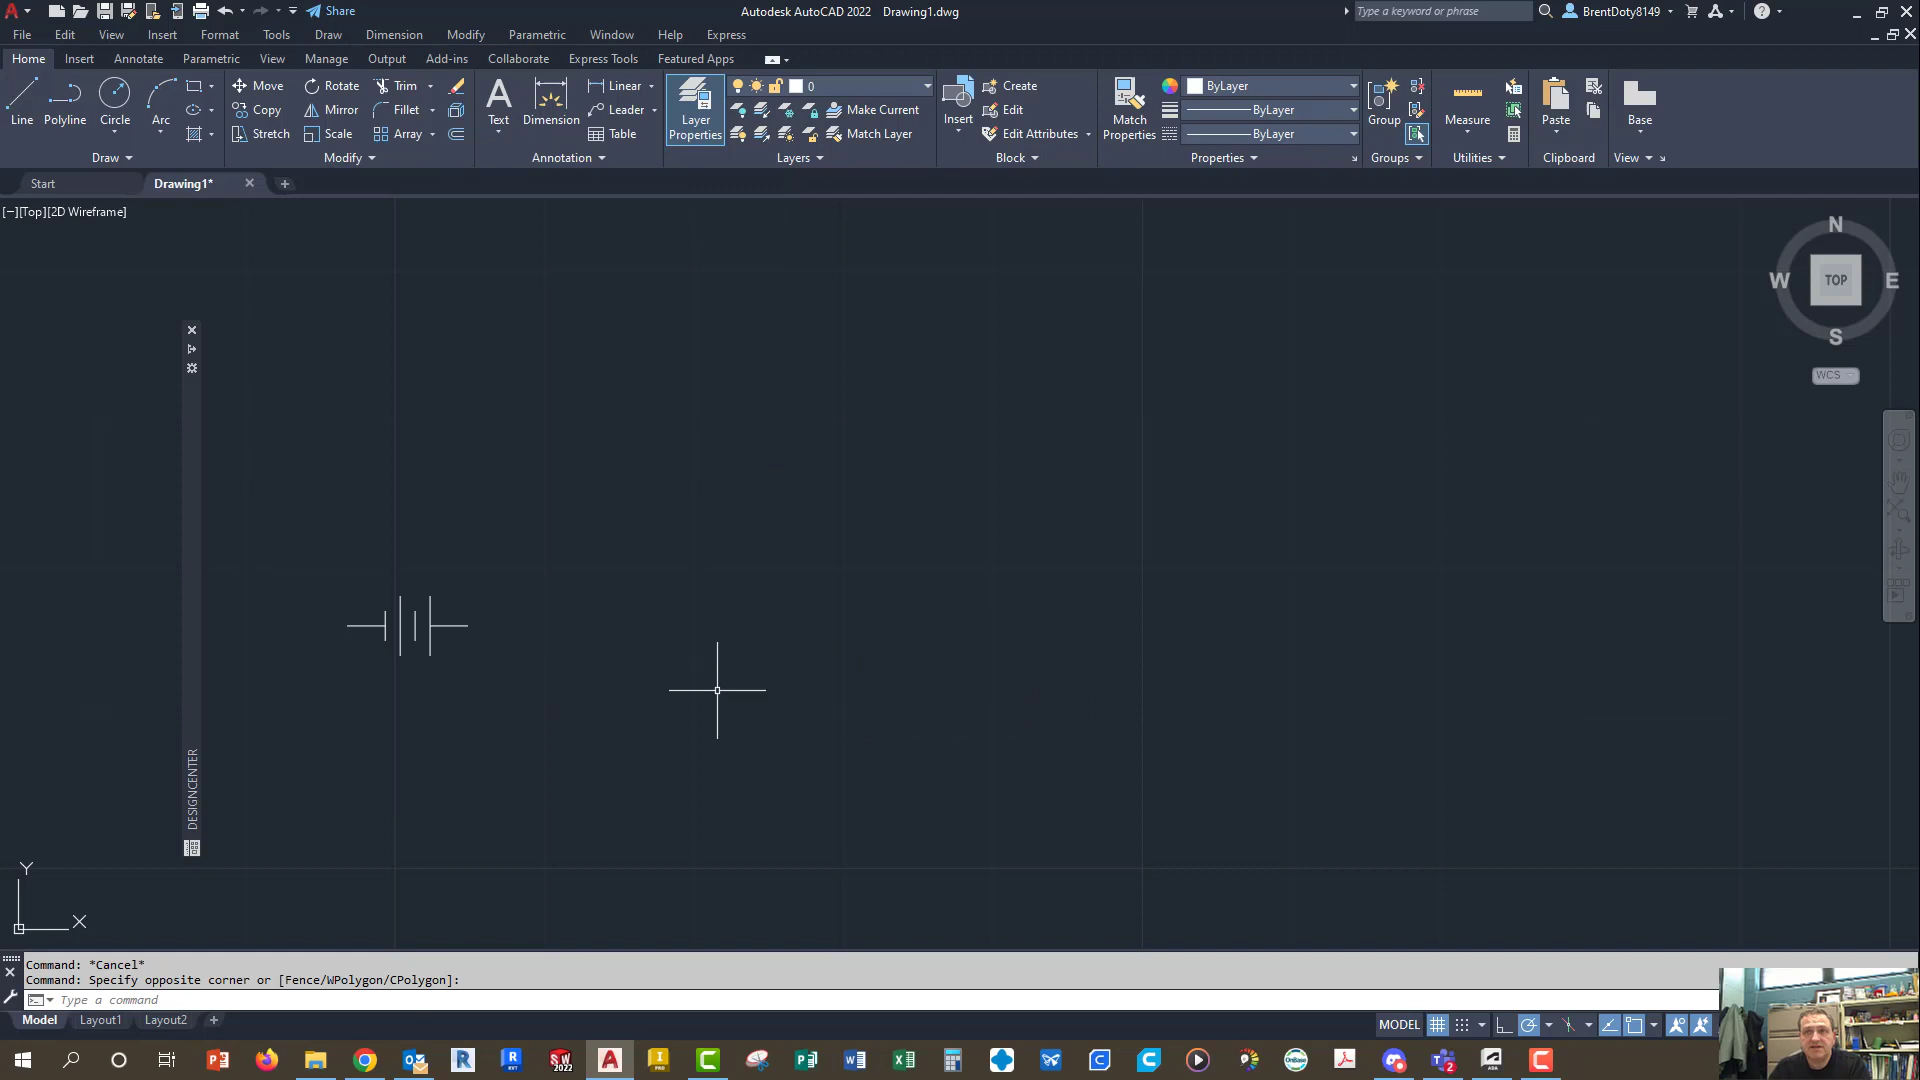 Share
Autodesk AutoCAD 2022 Drawing1.dwg
Type a keyword or phrase
BrentDoty8149
File Edit View Insert Format Tools Draw Dimension Modify Parametric Window Help Express
Home Insert Annotate Parametric View Manage Output Add-ins Collaborate Express Tools Featured Apps
Line Polyline Circle Arc
Draw
Move Rotate Trim
Copy Mirror Fillet
Stretch Scale Array
Modify
Text Dimension
Linear
Leader
Table
Annotation
Layer
Properties
0
Make Current
Match Layer
Layers
Insert
Create
Edit
Edit Attributes
Block
Match
Properties
ByLayer
ByLayer
ByLayer
Properties
Group
Groups
Measure
Utilities
Paste
Clipboard
Base
View
Start Drawing1*
[−][Top][2D Wireframe]
N
W TOP E
S
WCS
DESIGNCENTER
Y
X
Command: *Cancel*
Command: Specify opposite corner or [Fence/WPolygon/CPolygon]:
Type a command
Model Layout1 Layout2
MODEL